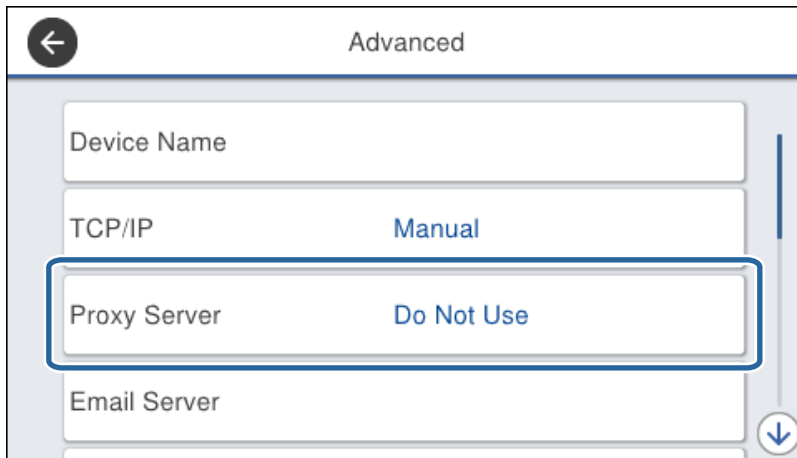 Advanced
Device Name
TCP/IP Manual
Proxy Server Do Not Use
Email Server